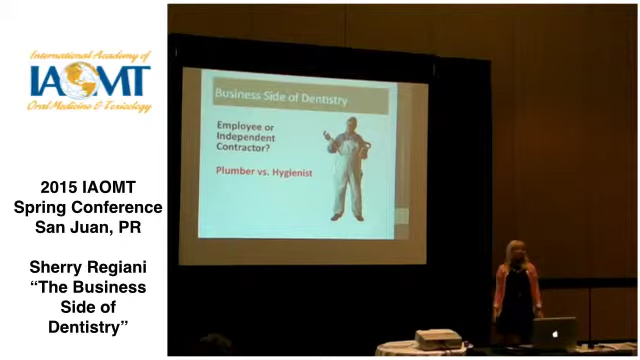 International Academy of
IAOMT
Oral Medicine & Toxicology
2015 IAOMT
Spring Conference
San Juan, PR
Sherry Regiani
“The Business
Side of
Dentistry”
Business Side of Dentistry
Employee or
Independent
Contractor?
Plumber vs. Hygienist